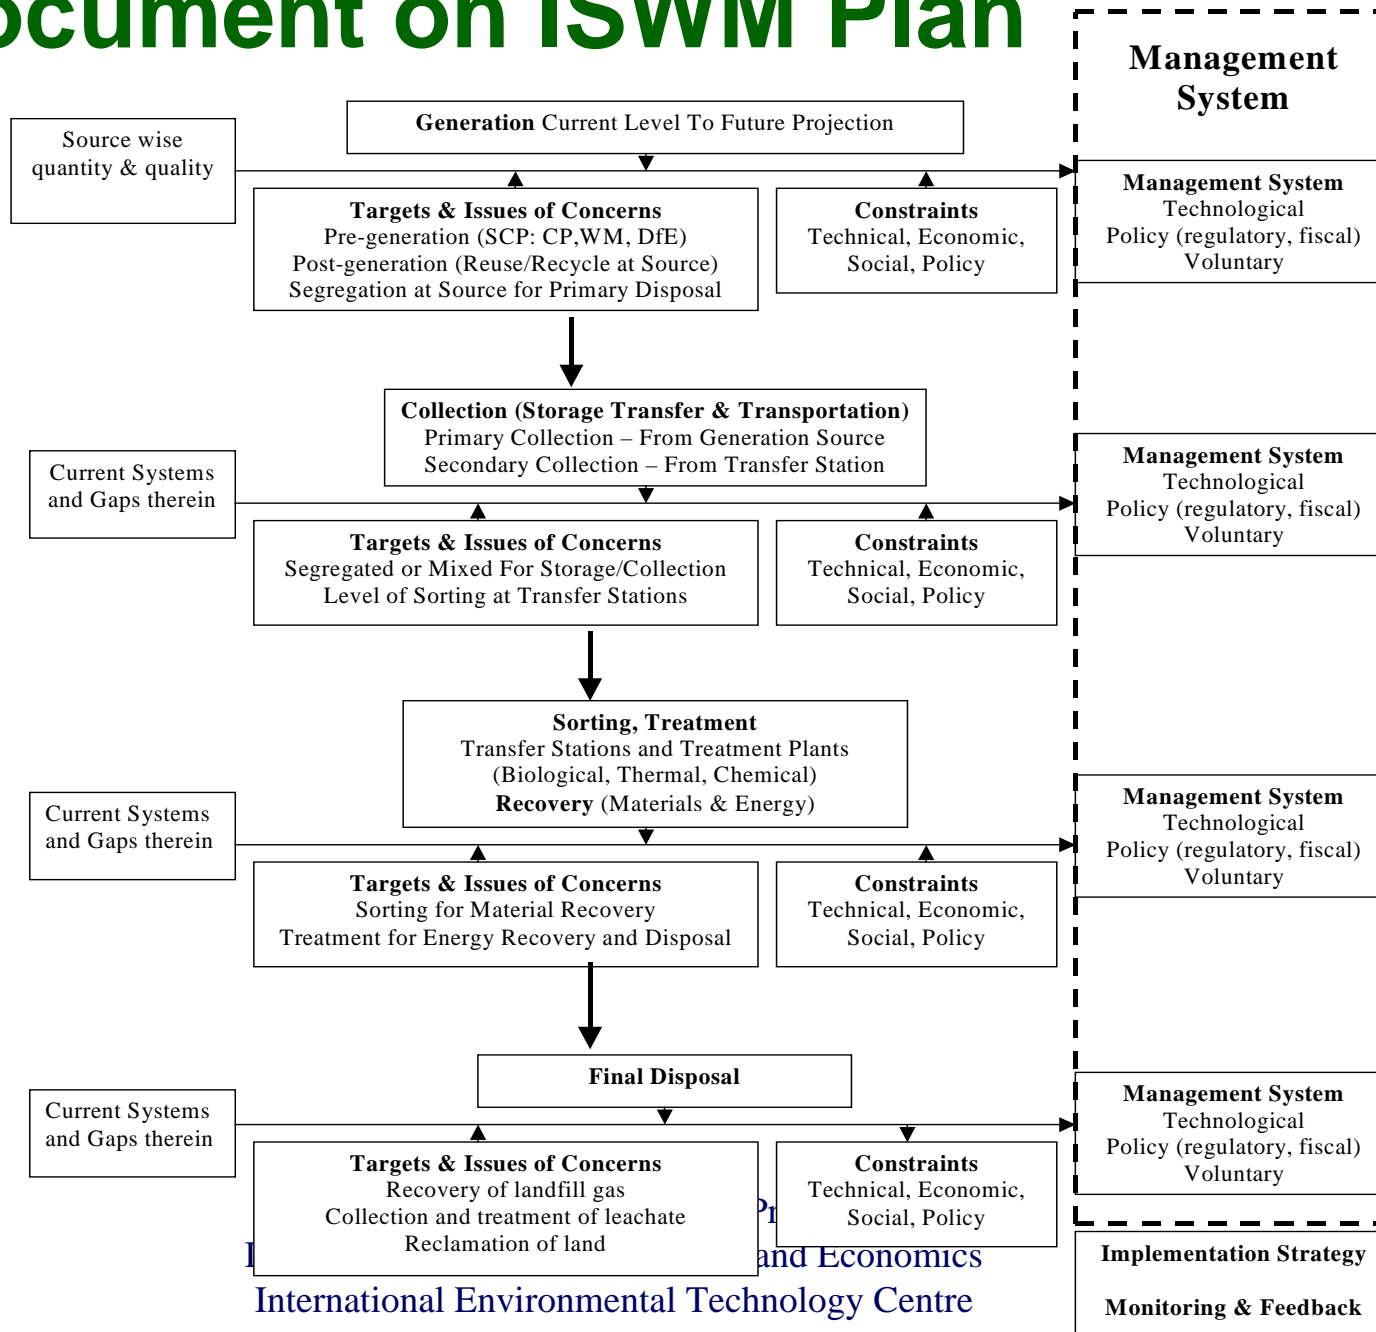 ocument on ISWM Plan
Management
System
Generation Current Level To Future Projection
Source wise
quantity & quality
Targets & Issues of Concerns
Pre-generation (SCP: CP,WM, DfE)
Post-generation (Reuse/Recycle at Source)
Segregation at Source for Primary Disposal
Constraints
Technical, Economic,
Social, Policy
Management System
Technological
Policy (regulatory, fiscal)
Voluntary
Collection (Storage Transfer & Transportation)
Primary Collection – From Generation Source
Secondary Collection – From Transfer Station
Current Systems
and Gaps therein
Targets & Issues of Concerns
Segregated or Mixed For Storage/Collection
Level of Sorting at Transfer Stations
Constraints
Technical, Economic,
Social, Policy
Management System
Technological
Policy (regulatory, fiscal)
Voluntary
Sorting, Treatment
Transfer Stations and Treatment Plants
(Biological, Thermal, Chemical)
Recovery (Materials & Energy)
Current Systems
and Gaps therein
Targets & Issues of Concerns
Sorting for Material Recovery
Treatment for Energy Recovery and Disposal
Constraints
Technical, Economic,
Social, Policy
Management System
Technological
Policy (regulatory, fiscal)
Voluntary
Final Disposal
Current Systems
and Gaps therein
Targets & Issues of Concerns
Recovery of landfill gas
Collection and treatment of leachate
Reclamation of land
Constraints
Technical, Economic,
Social, Policy
Management System
Technological
Policy (regulatory, fiscal)
Voluntary
and Economics
International Environmental Technology Centre
Implementation Strategy
Monitoring & Feedback